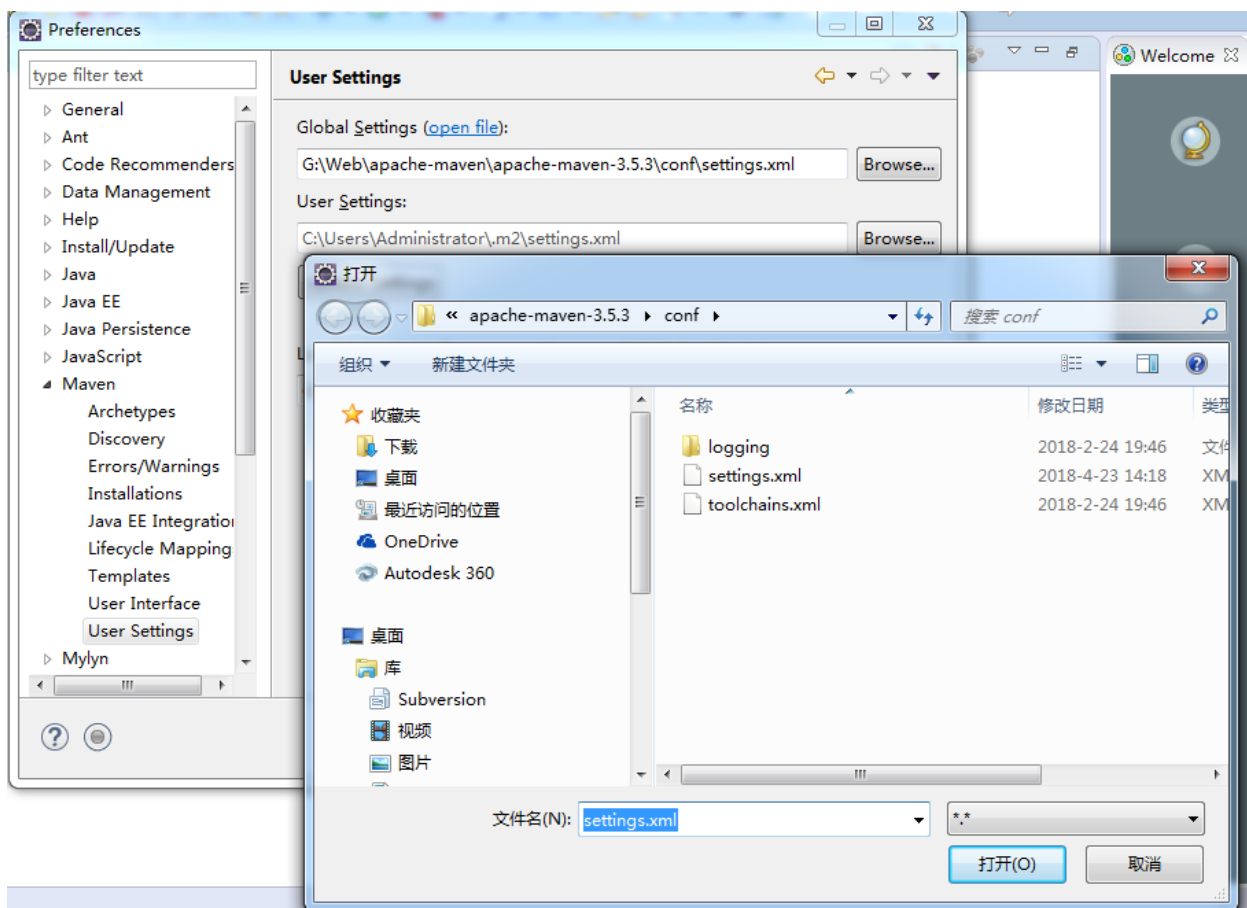 Preferences
type filter text
General
Ant
Code Recommenders
Data Management
Help
Install/Update
Java
Java EE
Java Persistence
JavaScript
Maven
Archetypes
Discovery
Errors/Warnings
Installations
Java EE Integratio
Lifecycle Mapping
Templates
User Interface
User Settings
Mylyn
User Settings
Global Settings (open file):
G:\Web\apache-maven\apache-maven-3.5.3\conf\settings.xml
Browse...
User Settings:
C:\Users\Administrator\.m2\settings.xml
Browse...
Welcome
打开
« apache-maven-3.5.3 conf
搜索 conf
组织 新建文件夹
收藏夹
下载
桌面
最近访问的位置
OneDrive
Autodesk 360
桌面
库
Subversion
视频
图片
名称 修改日期 类型
logging 2018-2-24 19:46 文件
settings.xml 2018-4-23 14:18 XM
toolchains.xml 2018-2-24 19:46 XM
文件名(N): settings.xml *.*
打开(O) 取消